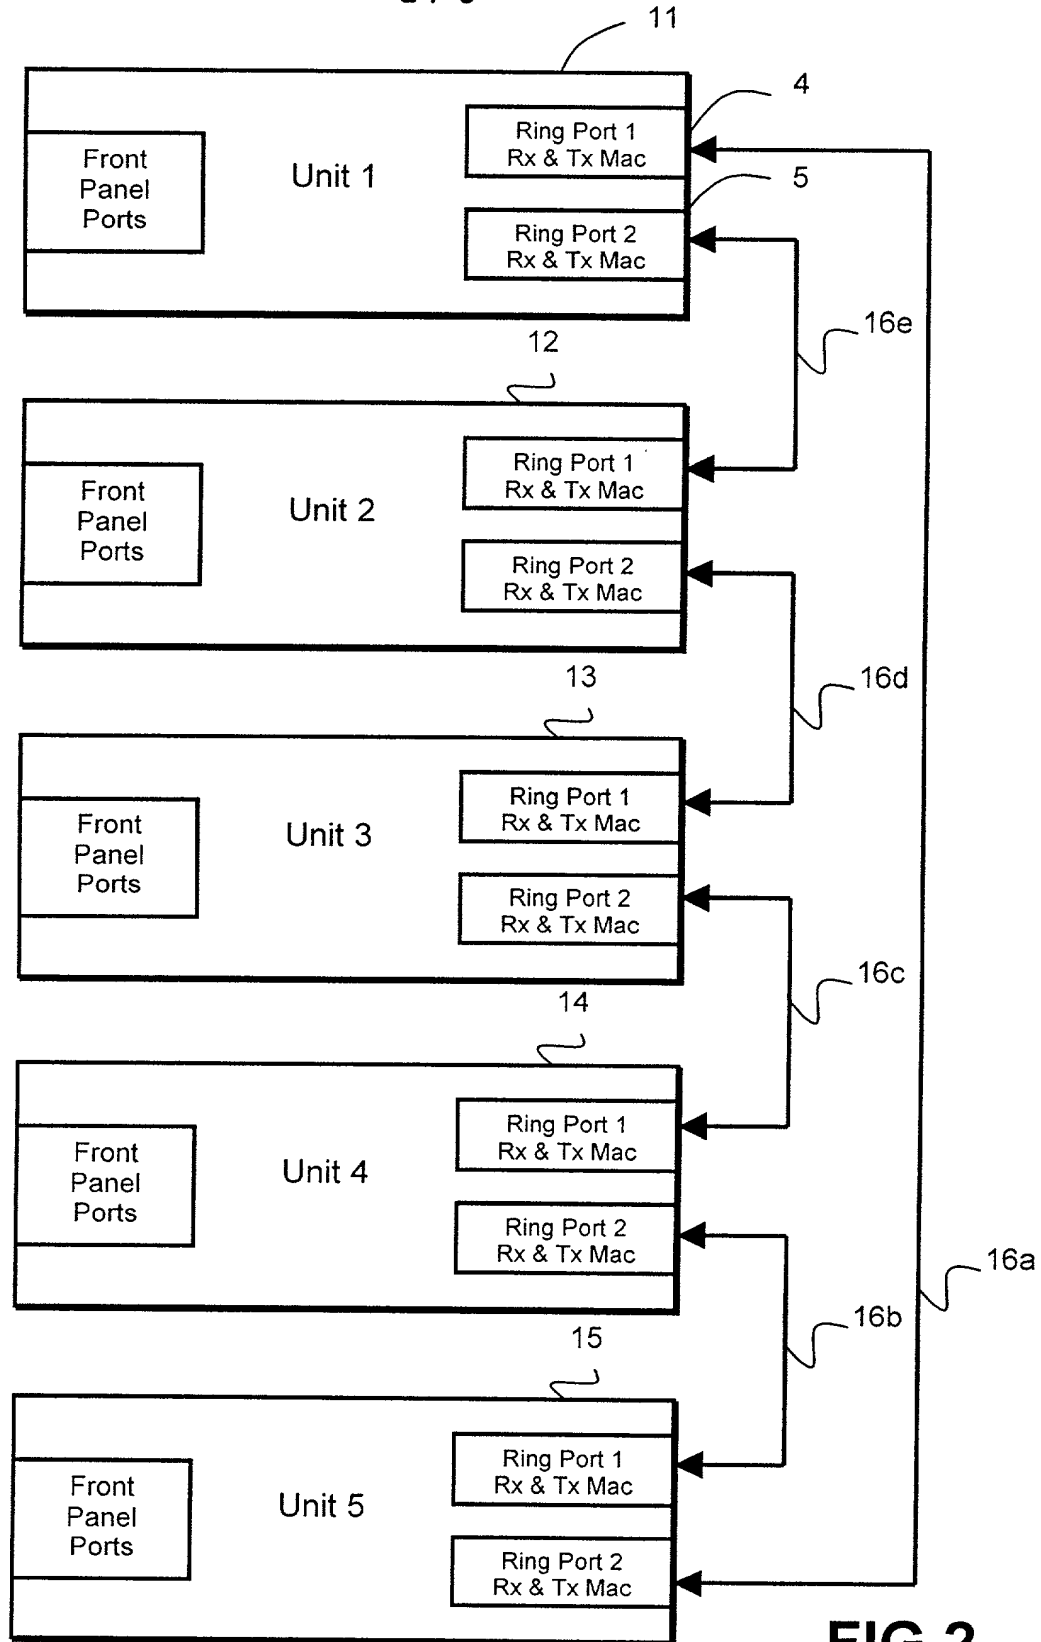 11
4
Ring Port 1
Rx & Tx Mac
Front
Panel
Ports
Unit 1
5
Ring Port 2
Rx & Tx Mac
16e
12
Ring Port 1
Rx & Tx Mac
Front
Panel
Ports
Unit 2
Ring Port 2
Rx & Tx Mac
16d
13
Ring Port 1
Rx & Tx Mac
Front
Panel
Ports
Unit 3
Ring Port 2
Rx & Tx Mac
16c
14
Ring Port 1
Rx & Tx Mac
Front
Panel
Ports
Unit 4
Ring Port 2
Rx & Tx Mac
16a
16b
15
Ring Port 1
Rx & Tx Mac
Front
Panel
Ports
Unit 5
Ring Port 2
Rx & Tx Mac
FIG 2